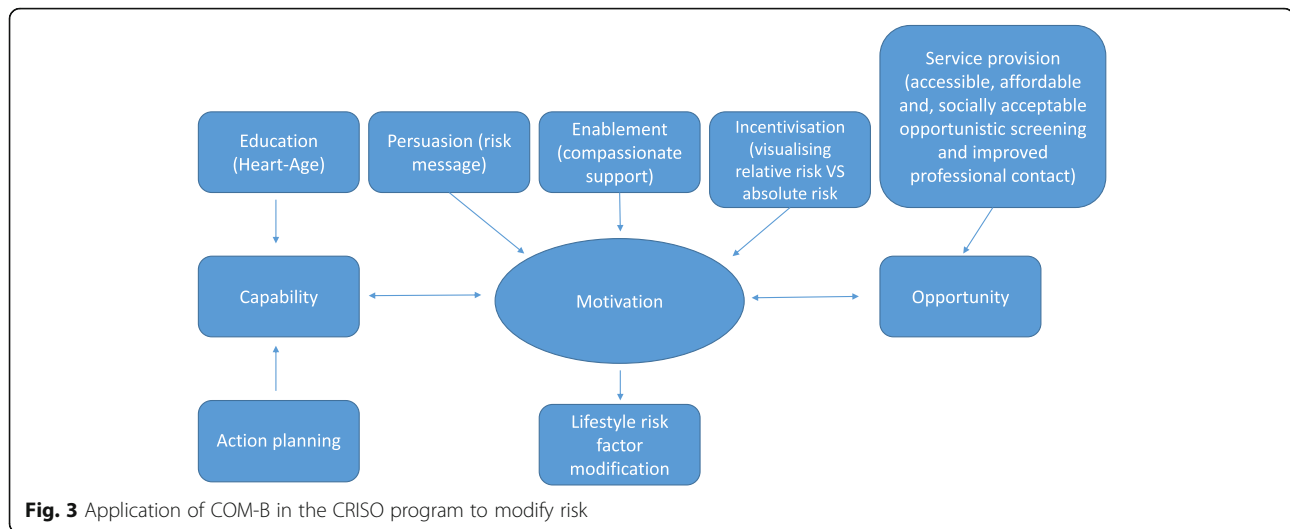 Education
(Heart-Age)
Persuasion (risk
message)
Enablement
(compassionate
support)
Incentivisation
(visualising
relative risk VS
absolute risk
Service provision
(accessible, affordable
and, socially acceptable
opportunistic screening
and improved
professional contact)
Capability
Motivation
Opportunity
Action planning
Lifestyle risk
factor
modification
Fig. 3 Application of COM-B in the CRISO program to modify risk